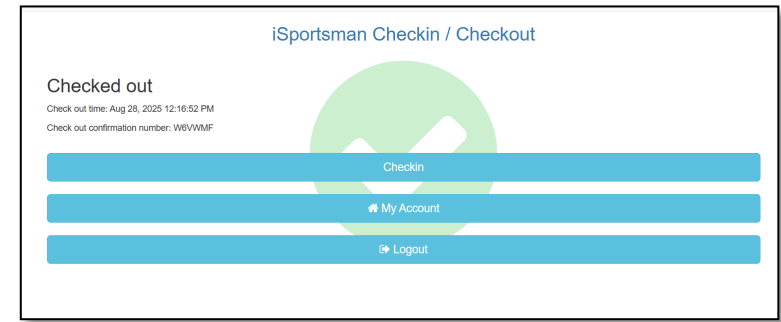 iSportsman Checkin / Checkout
Checked out
Check out time: Aug 28, 2025 12:16:52 PM
Check out confirmation number: W6VWMF
Checkin
My Account
Logout